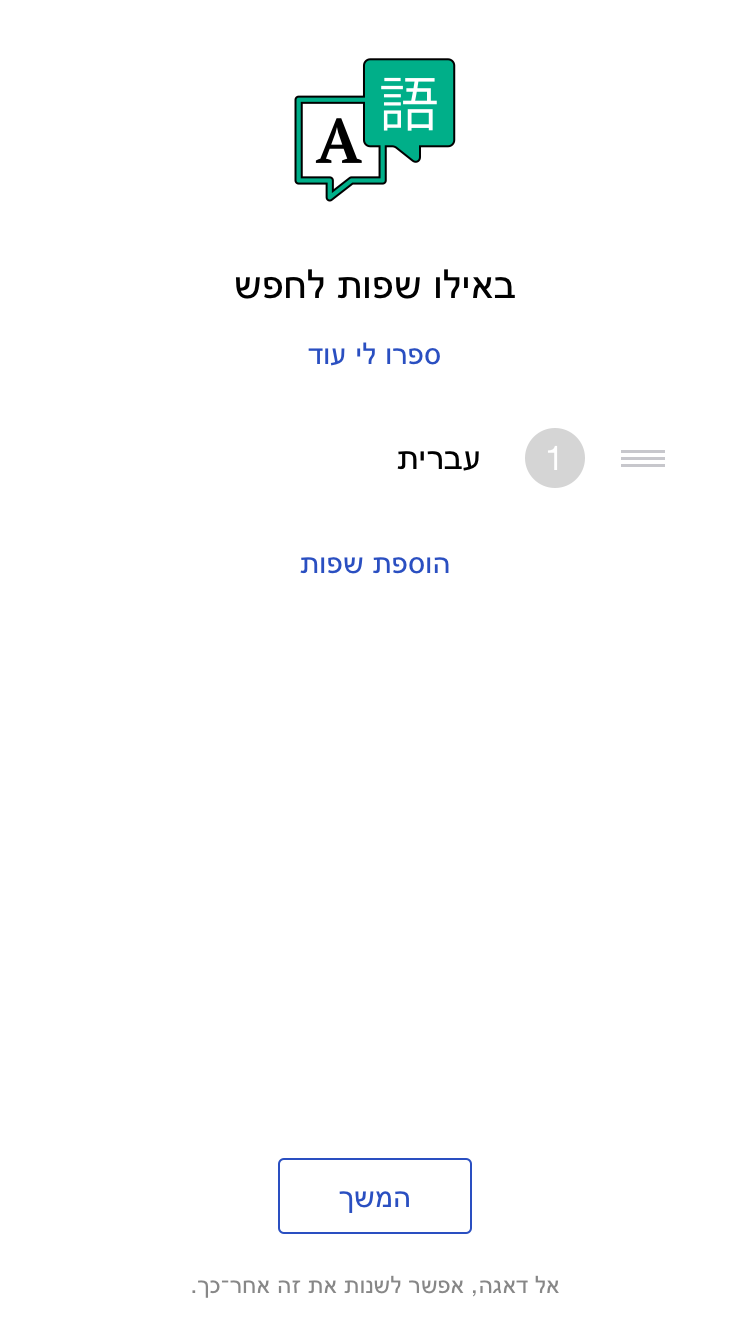 A 語
באילו שפות לחפש
ספרו לי עוד
1 עברית
הוספת שפות
המשך
אל דאגה, אפשר לשנות את זה אחר־כך.